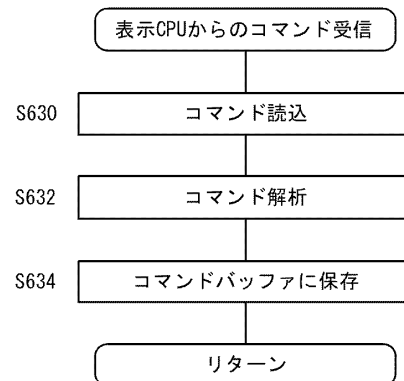 表示CPUからのコマンド受信
S630 コマンド読込
S632 コマンド解析
S634 コマンドバッファに保存
リターン